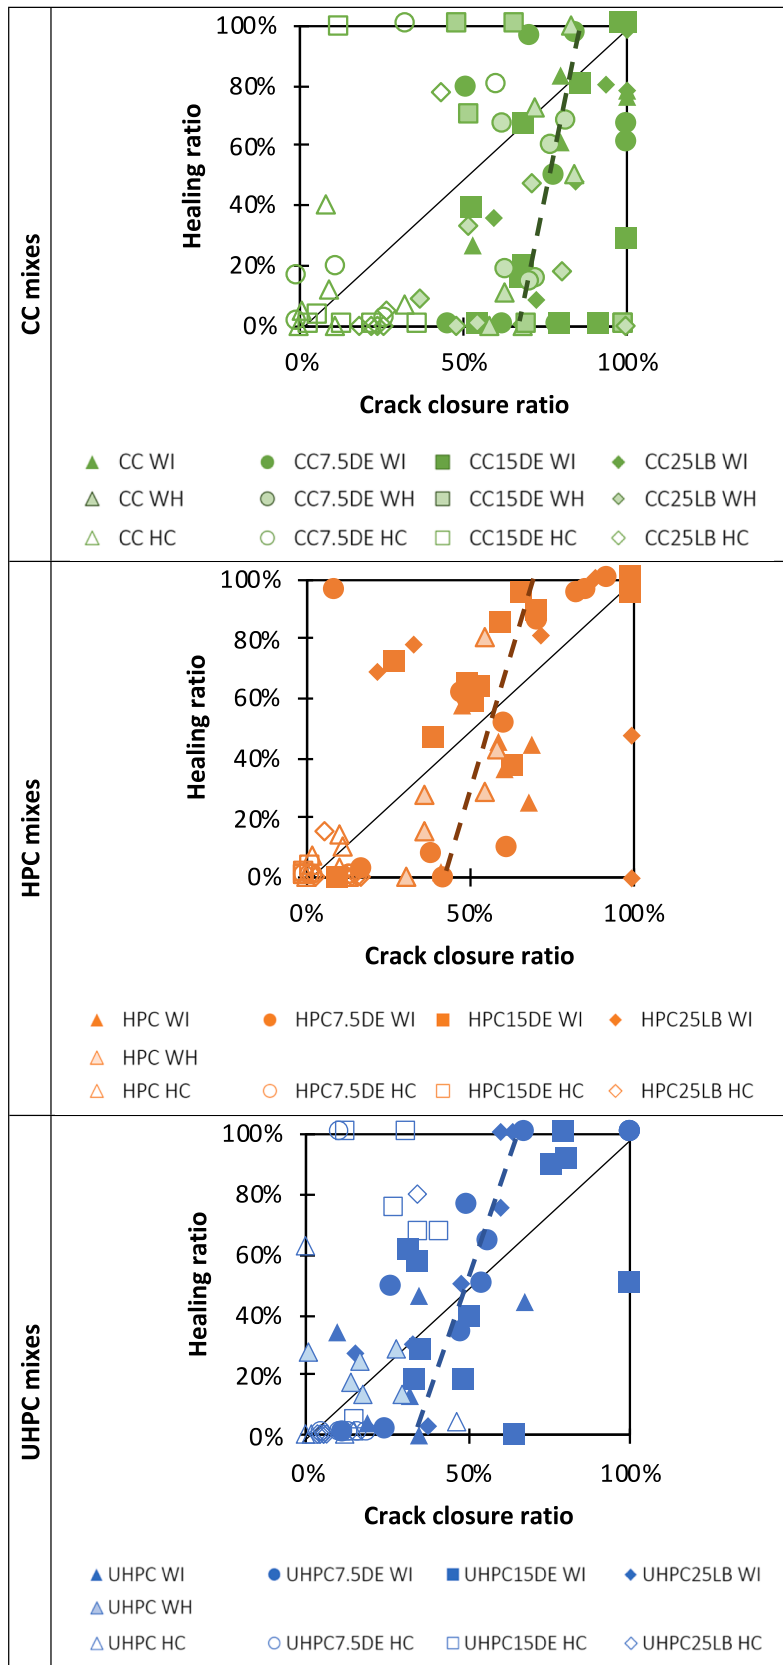 CC mixes
Healing ratio
100%
80%
60%
40%
20%
0%
0% 50% 100%
Crack closure ratio
CC WI CC7.5DE WI CC15DE WI CC25LB WI
CC WH CC7.5DE WH CC15DE WH CC25LB WH
CC HC CC7.5DE HC CC15DE HC CC25LB HC
HPC mixes
Healing ratio
100%
80%
60%
40%
20%
0%
0% 50% 100%
Crack closure ratio
HPC WI HPC7.5DE WI HPC15DE WI HPC25LB WI
HPC WH
HPC HC HPC7.5DE HC HPC15DE HC HPC25LB HC
UHPC mixes
Healing ratio
100%
80%
60%
40%
20%
0%
0% 50% 100%
Crack closure ratio
UHPC WI UHPC7.5DE WI UHPC15DE WI UHPC25LB WI
UHPC WH
UHPC HC UHPC7.5DE HC UHPC15DE HC UHPC25LB HC